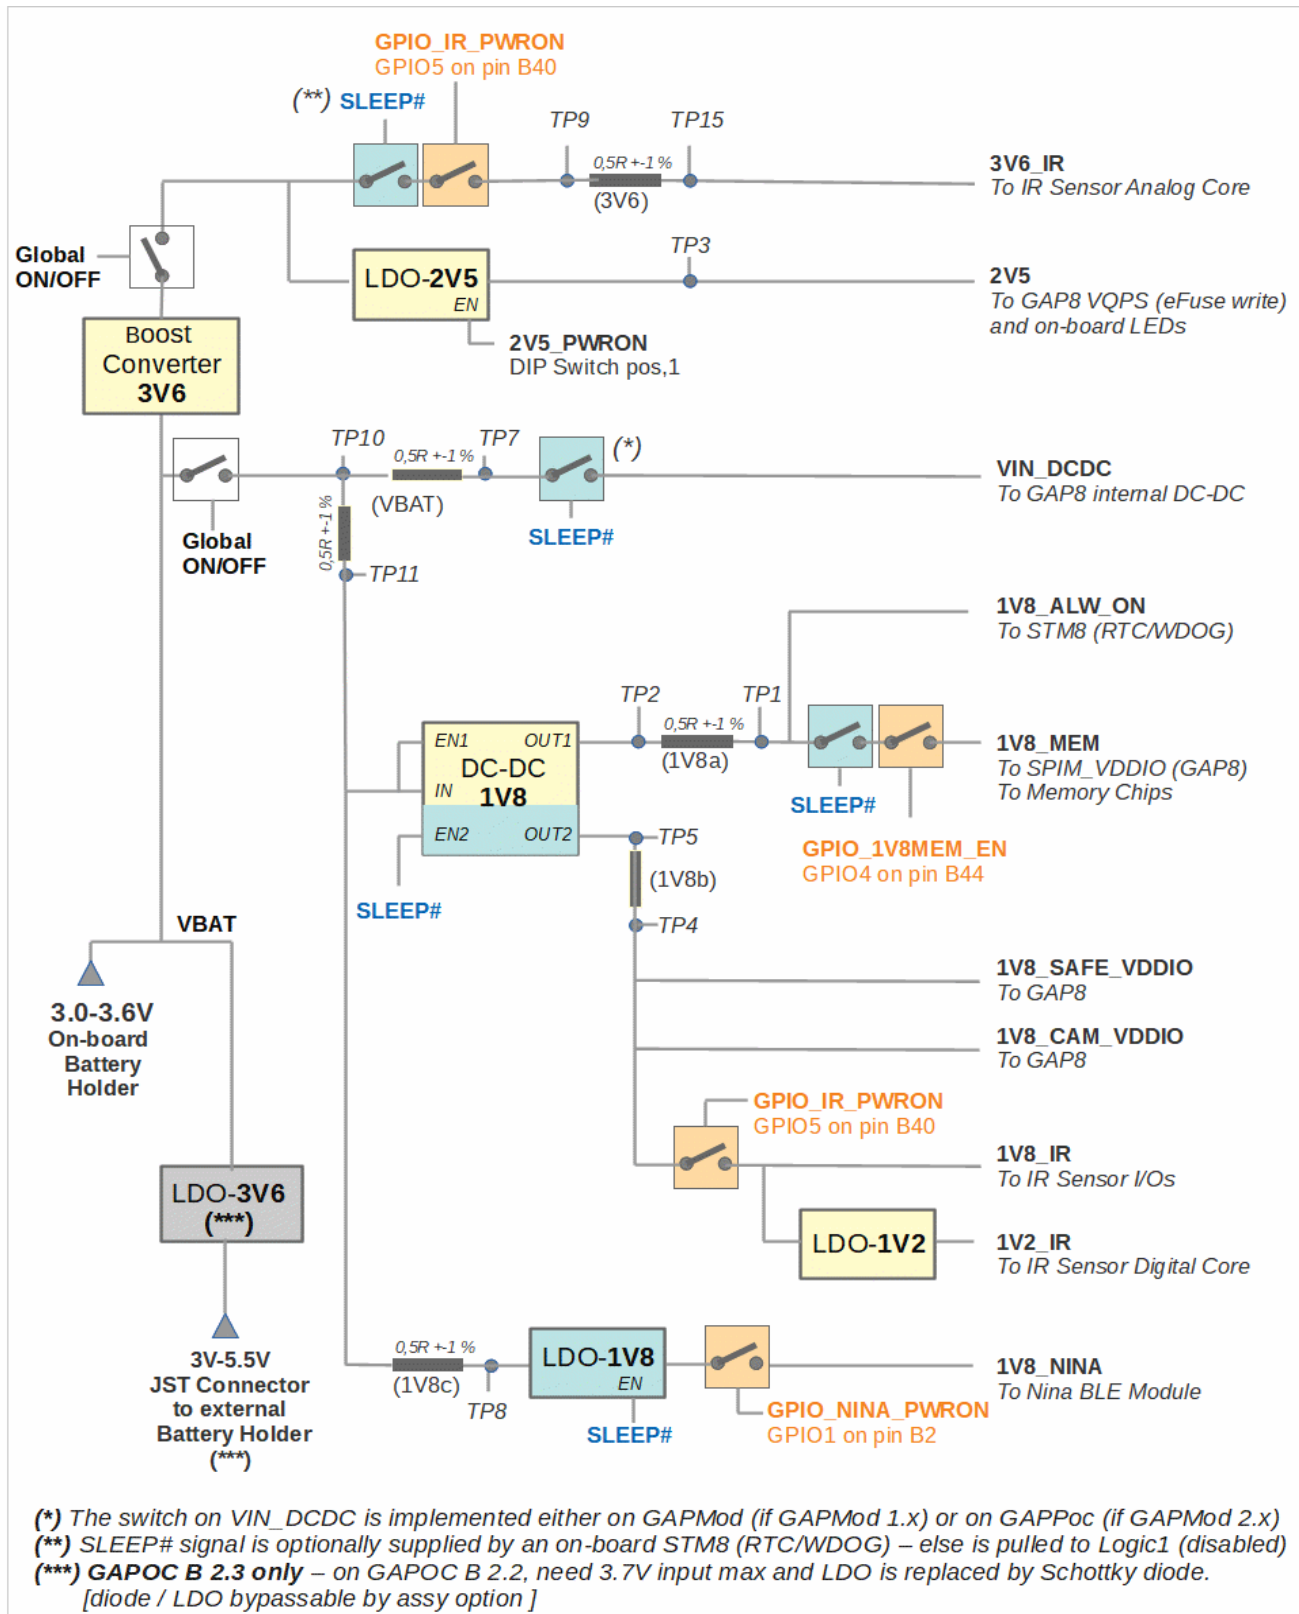 GPIO_IR_PWRON
GPIO5 on pin B40
(**) SLEEP#
TP9
TP15
0,5R +-1 %
(3V6)
3V6_IR
To IR Sensor Analog Core
Global
ON/OFF
TP3
LDO-2V5
EN
2V5
To GAP8 VQPS (eFuse write)
and on-board LEDs
2V5_PWRON
DIP Switch pos,1
Boost
Converter
3V6
TP10
0,5R +-1 %
TP7
(*)
(VBAT)
VIN_DCDC
To GAP8 internal DC-DC
SLEEP#
Global
ON/OFF
0,5R +-1 %
TP11
1V8_ALW_ON
To STM8 (RTC/WDOG)
TP2
TP1
0,5R +-1 %
(1V8a)
EN1
OUT1
DC-DC
IN
1V8
EN2
OUT2
1V8_MEM
To SPIM_VDDIO (GAP8)
To Memory Chips
SLEEP#
TP5
GPIO_1V8MEM_EN
GPIO4 on pin B44
(1V8b)
SLEEP#
TP4
VBAT
1V8_SAFE_VDDIO
To GAP8
3.0-3.6V
On-board
Battery
Holder
1V8_CAM_VDDIO
To GAP8
GPIO_IR_PWRON
GPIO5 on pin B40
1V8_IR
To IR Sensor I/Os
LDO-3V6
(***)
LDO-1V2
1V2_IR
To IR Sensor Digital Core
3V-5.5V
JST Connector
to external
Battery Holder
(***)
0,5R +-1 %
(1V8c)
TP8
LDO-1V8
EN
SLEEP#
1V8_NINA
To Nina BLE Module
GPIO_NINA_PWRON
GPIO1 on pin B2
(*) The switch on VIN_DCDC is implemented either on GAPMod (if GAPMod 1.x) or on GAPPoc (if GAPMod 2.x)
(**) SLEEP# signal is optionally supplied by an on-board STM8 (RTC/WDOG) – else is pulled to Logic1 (disabled)
(***) GAPOC B 2.3 only – on GAPOC B 2.2, need 3.7V input max and LDO is replaced by Schottky diode.
[diode / LDO bypassable by assy option ]